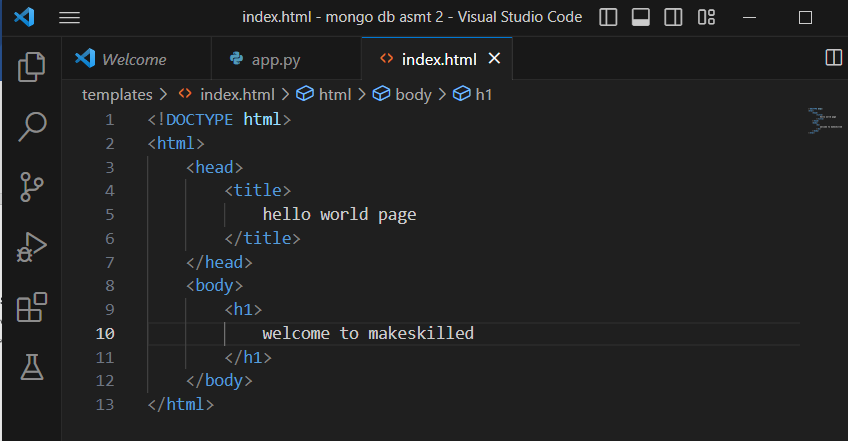 index.html - mongo db asmt 2 - Visual Studio Code
Welcome app.py index.html
templates > index.html > html > body > h1
1 <!DOCTYPE html>
2 <html>
3 <head>
4 <title>
5 hello world page
6 </title>
7 </head>
8 <body>
9 <h1>
10 welcome to makeskilled
11 </h1>
12 </body>
13 </html>